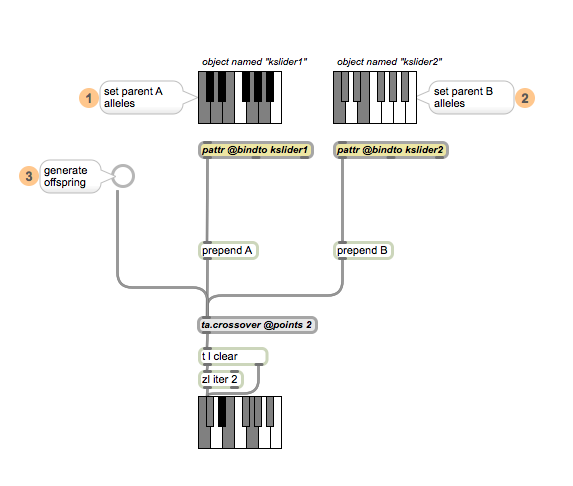 object named "kslider1"
object named "kslider2"
1
set parent A
alleles
set parent B
alleles
2
pattr @bindto kslider1
pattr @bindto kslider2
3
generate
offspring
prepend A
prepend B
ta.crossover @points 2
t l clear
zl iter 2